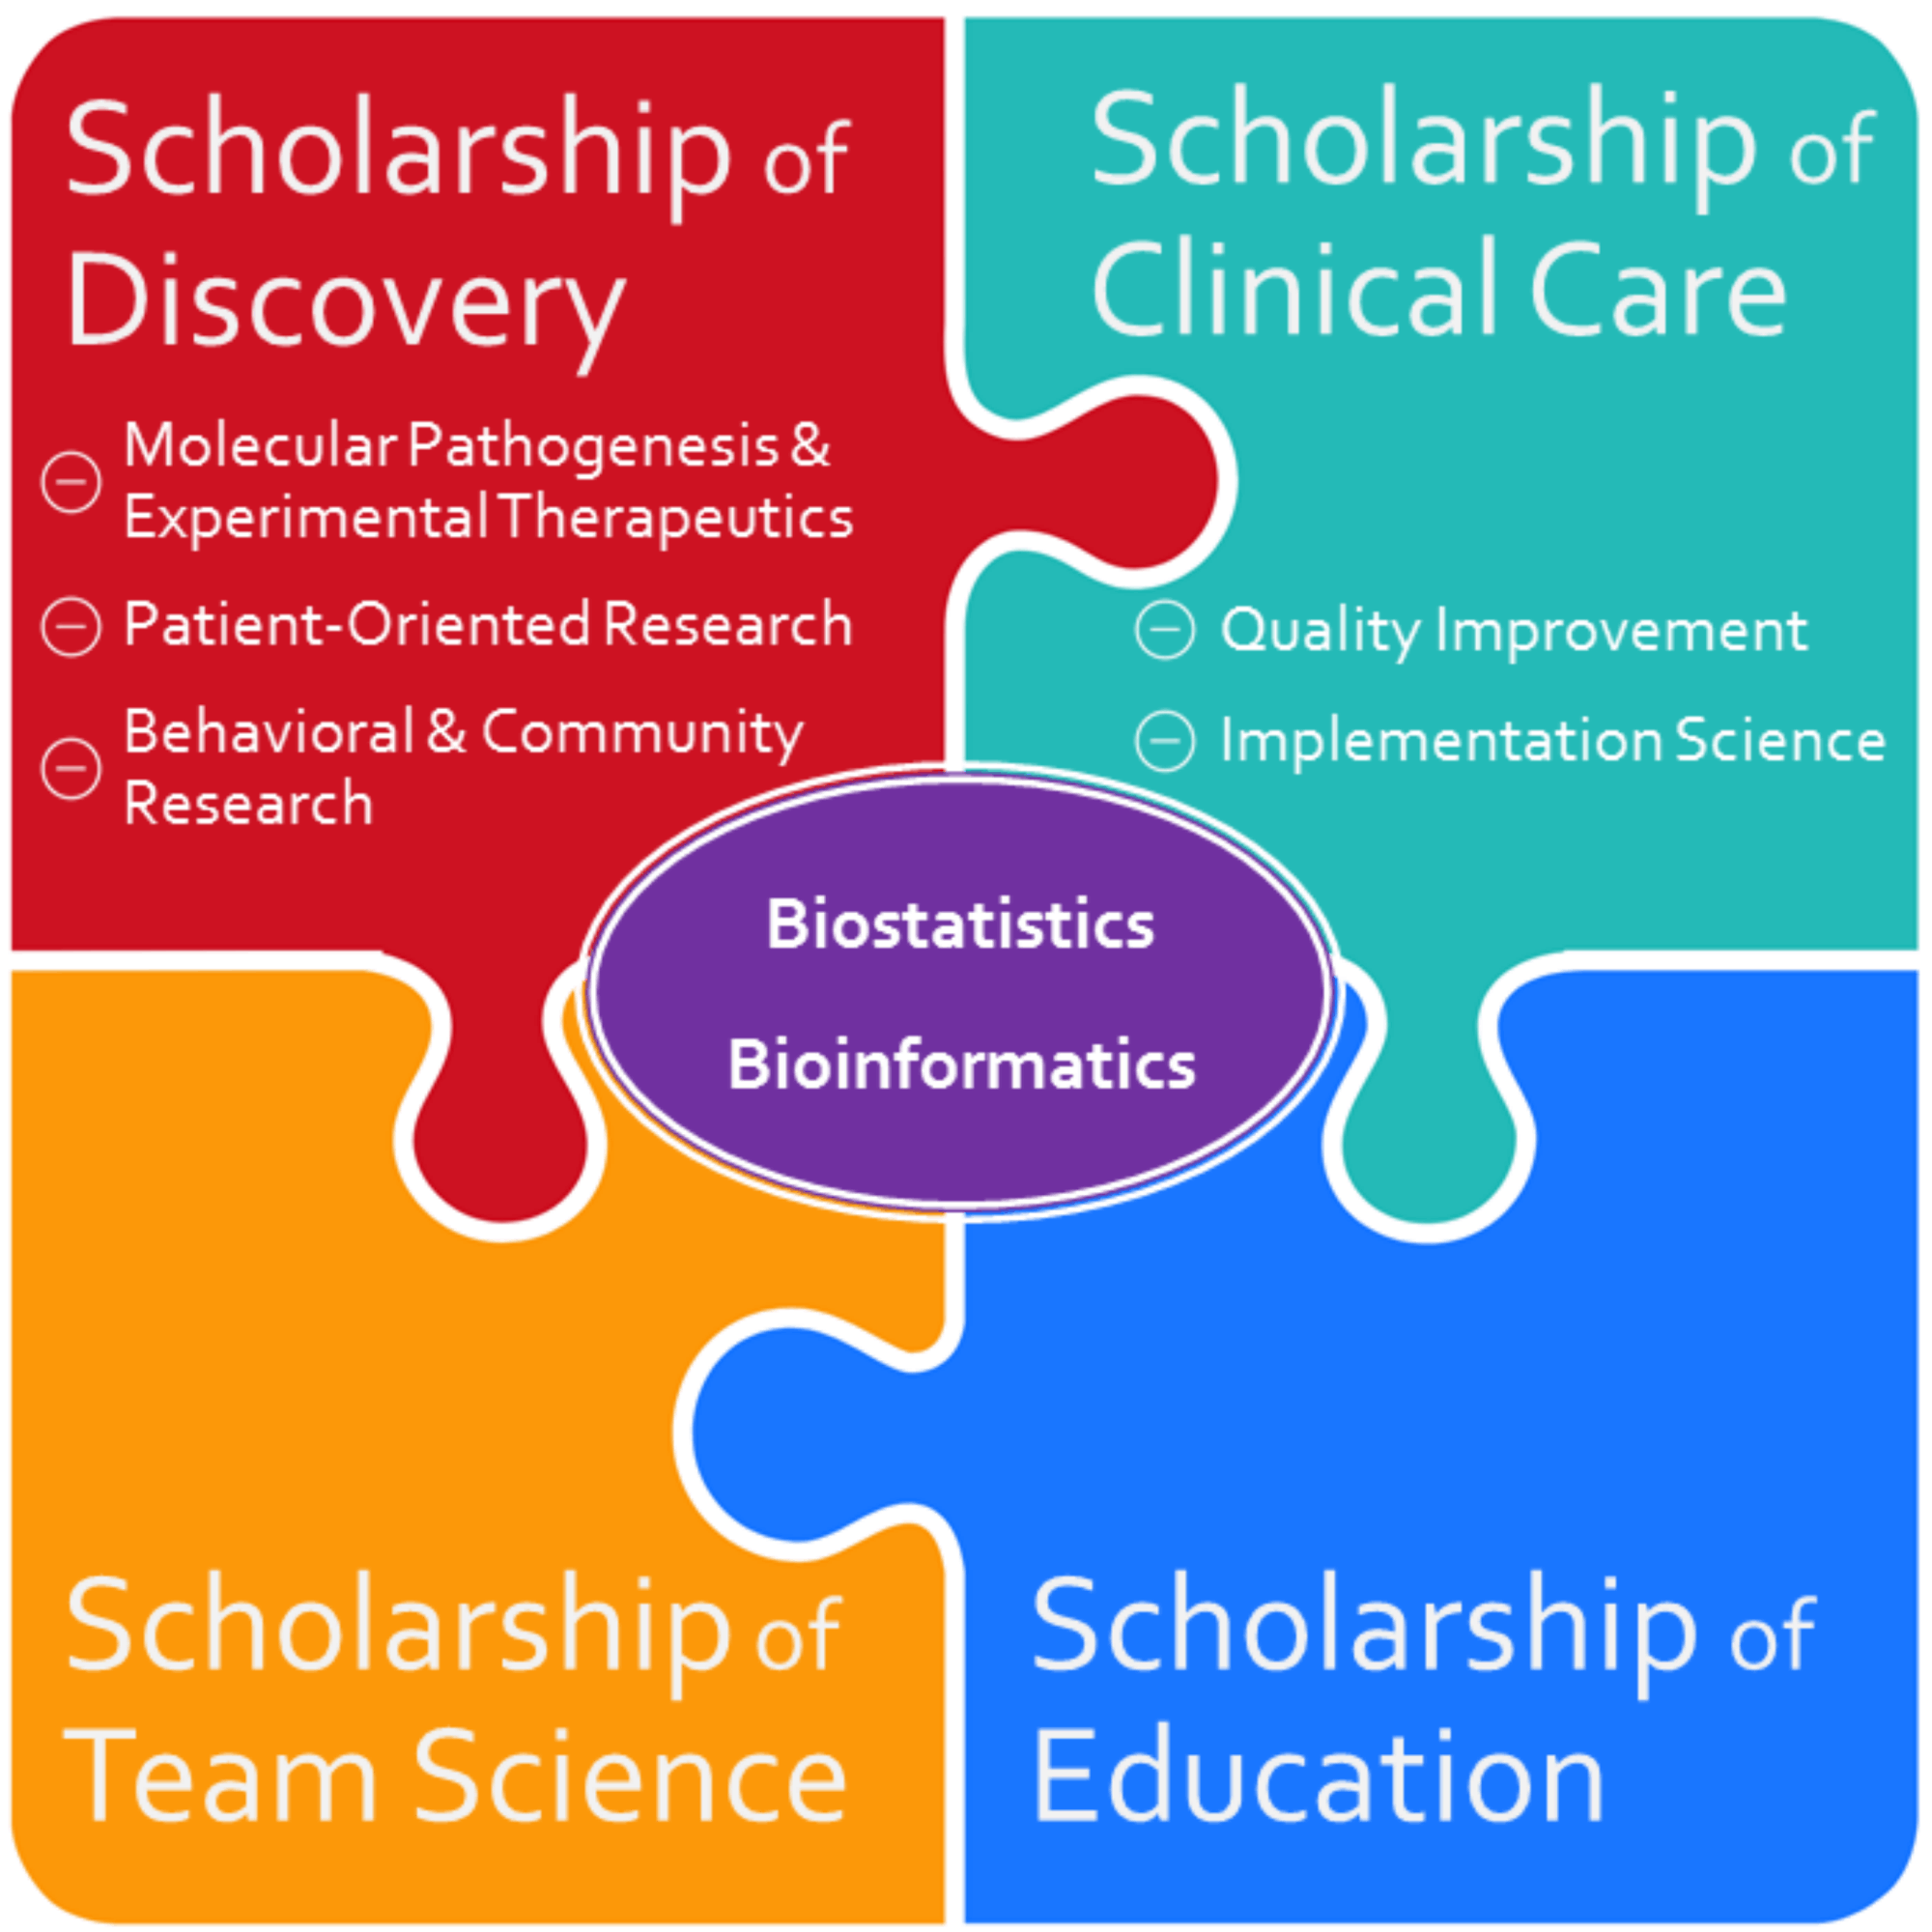 Scholarship of
Discovery
Molecular Pathogenesis &
Experimental Therapeutics
Patient-Oriented Research
Behavioral & Community
Research
Scholarship of
Clinical Care
Quality Improvement
Implementation Science
Biostatistics
Bioinformatics
Scholarship of
Team Science
Scholarship of
Education